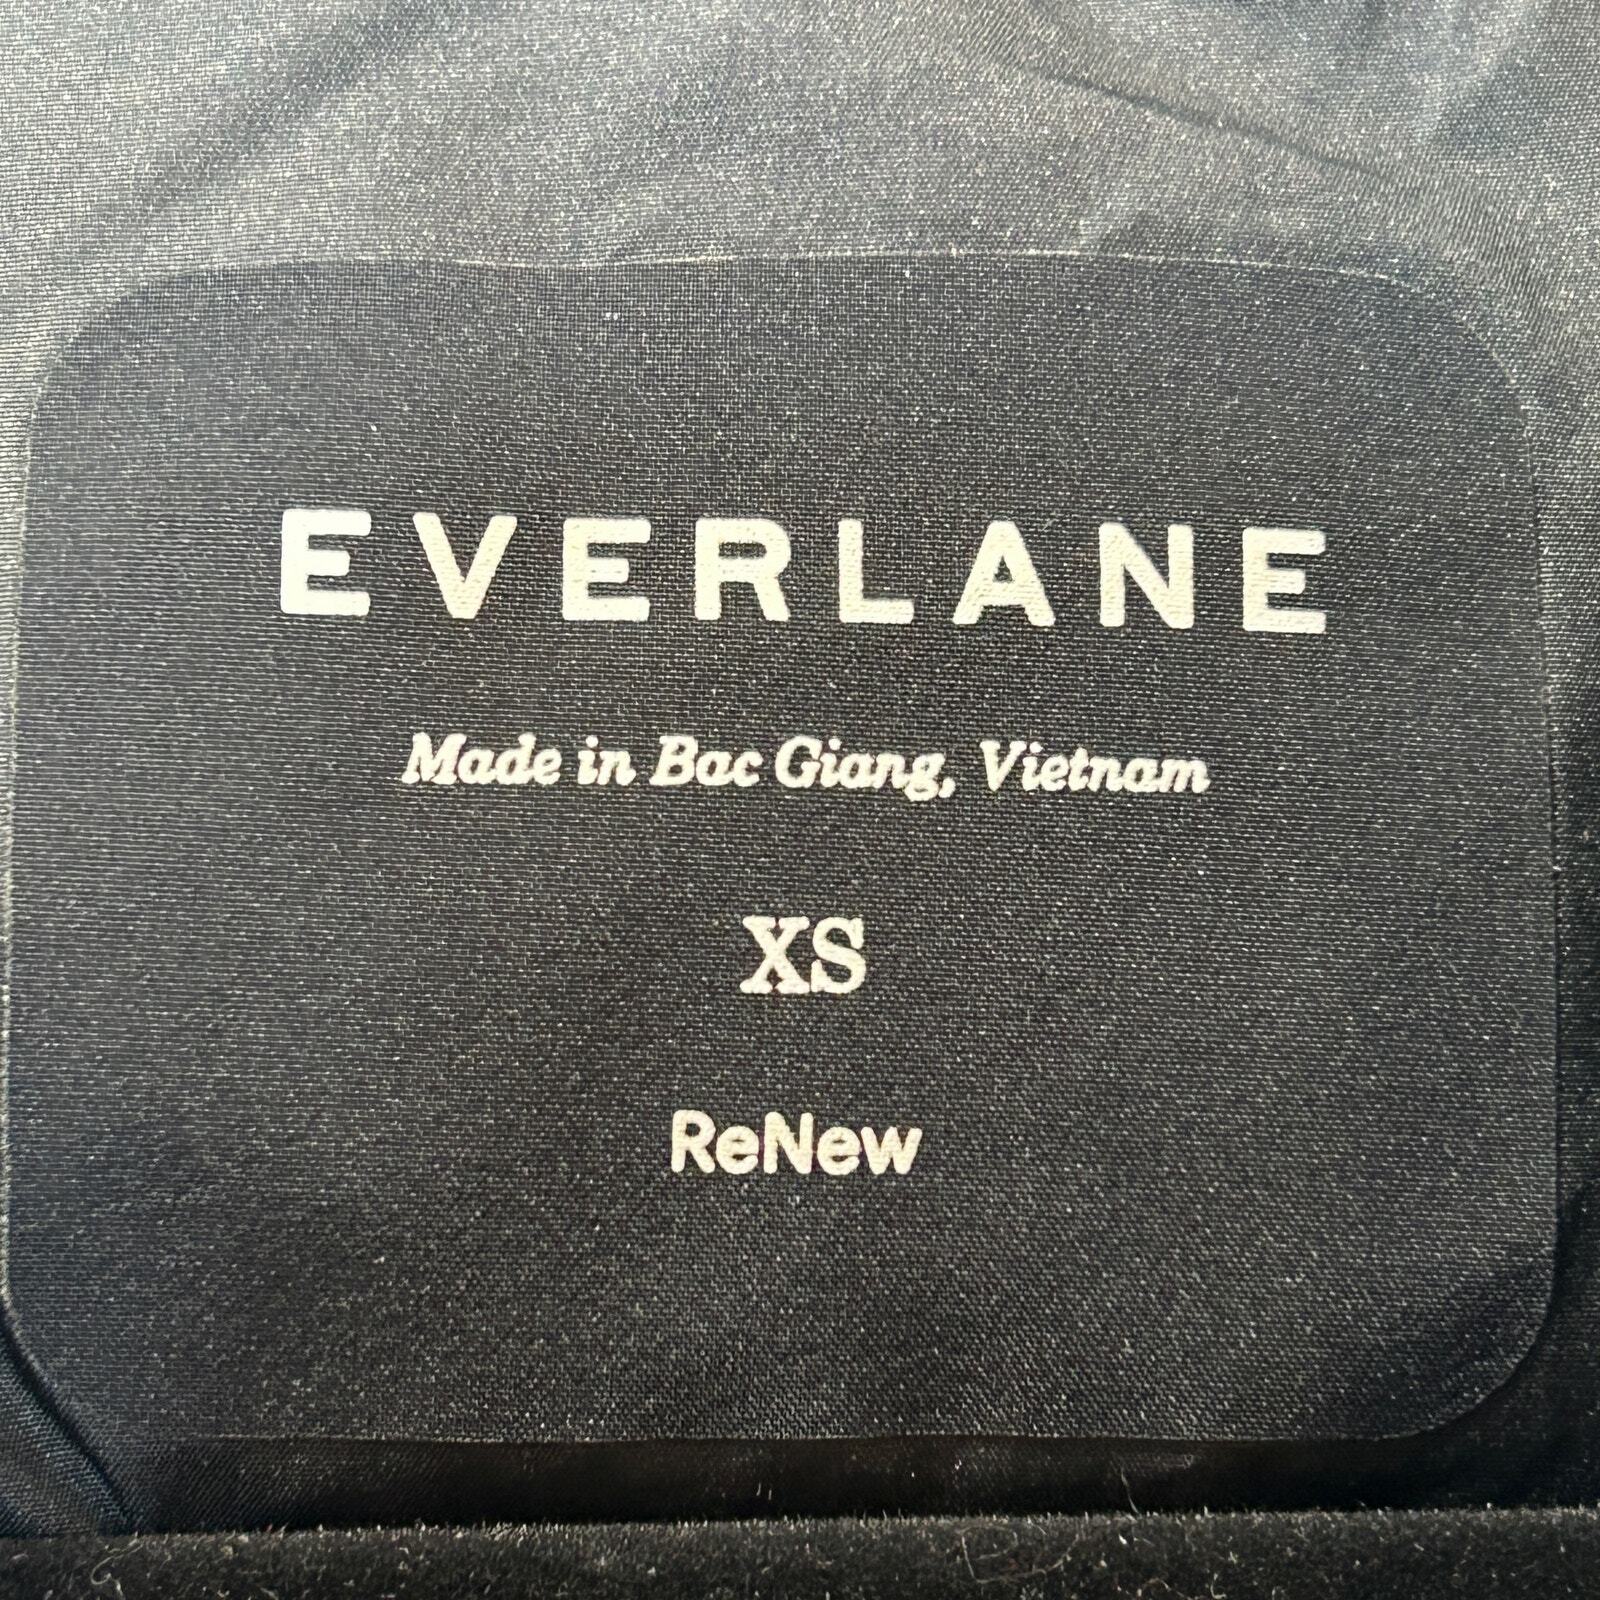 EVERLANE
Made in Bac Giang, Vietnam
XS
ReNew